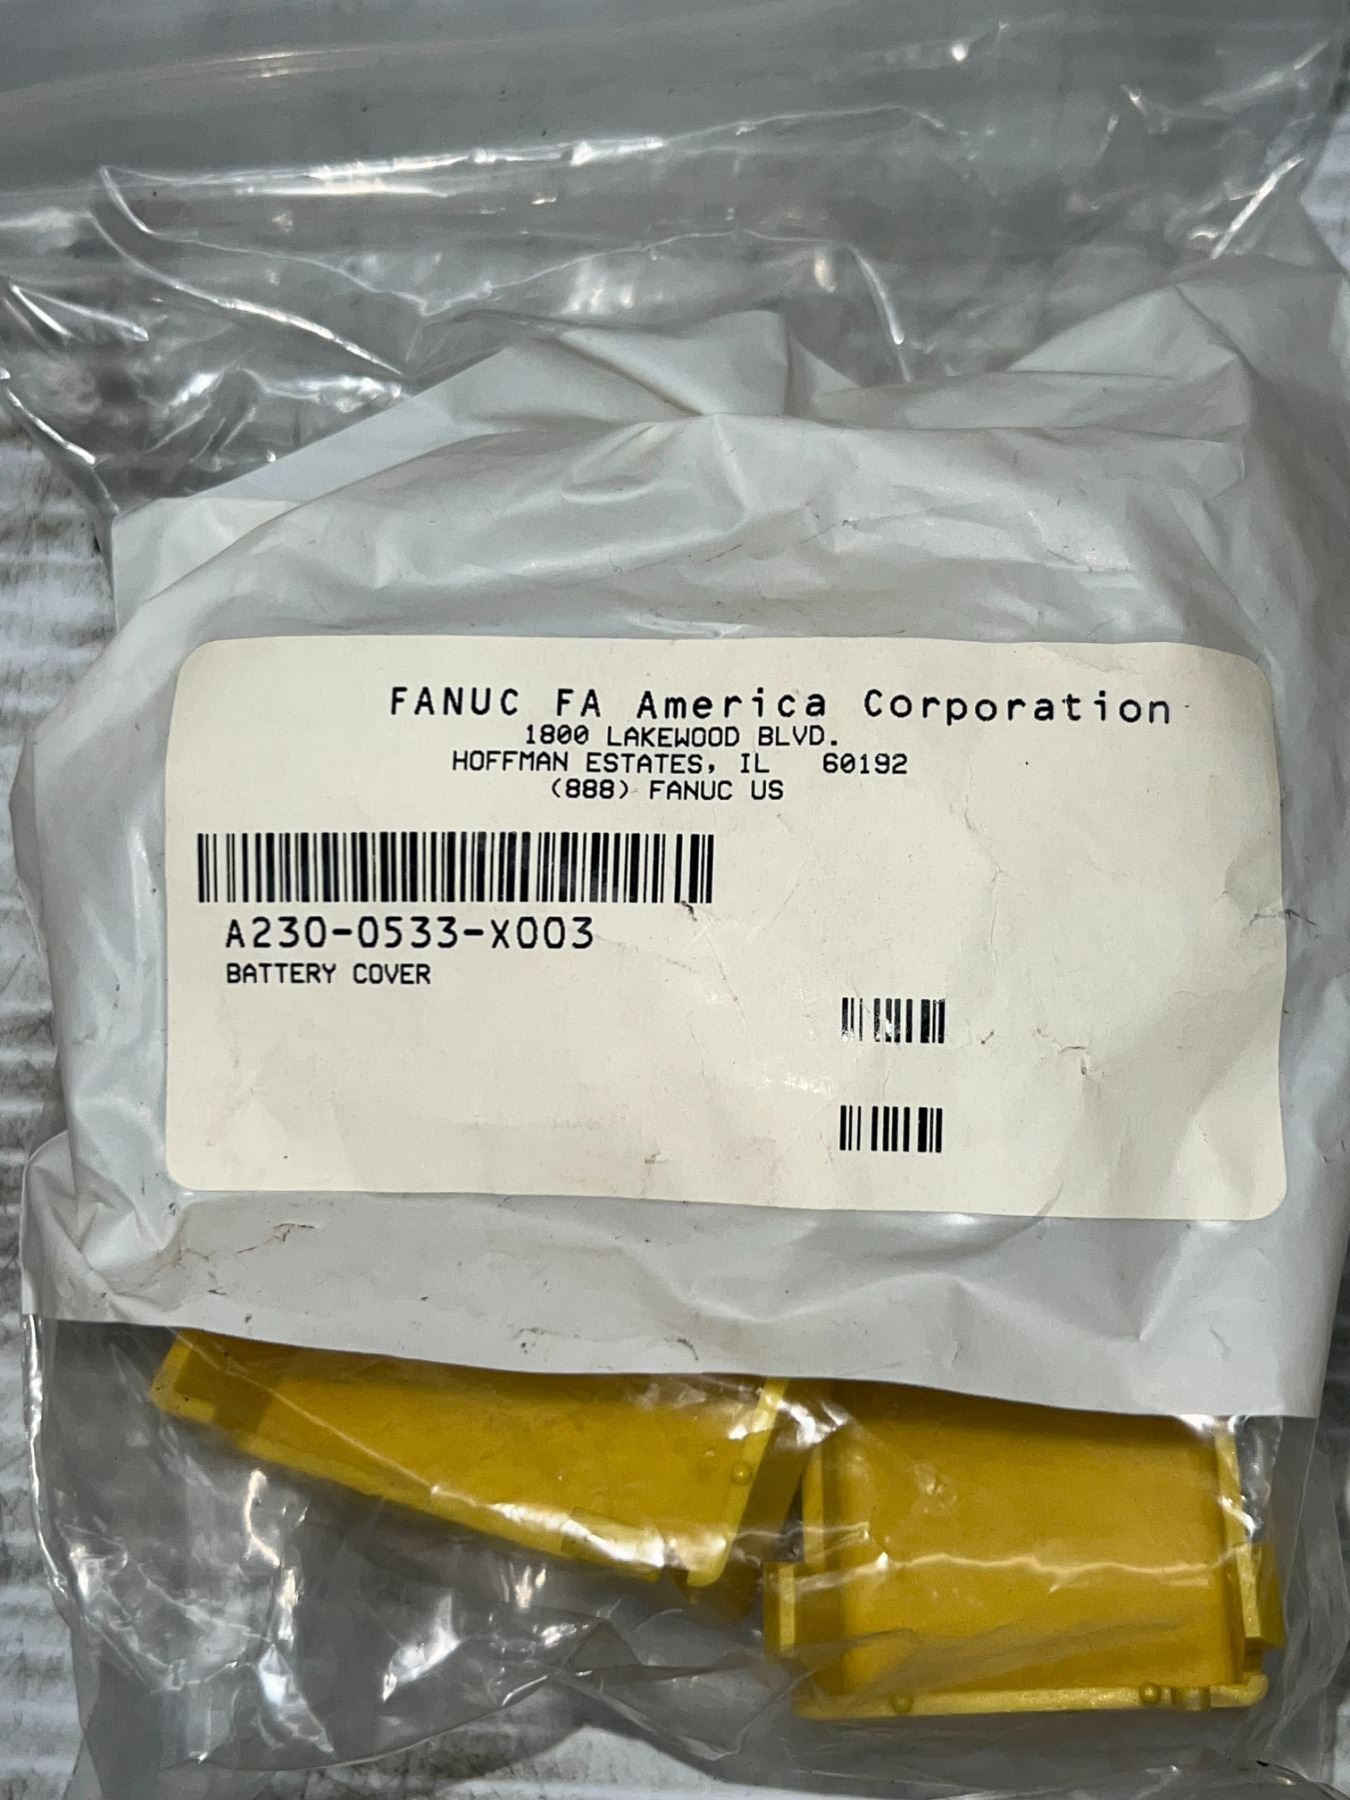 FANUC FA America Corporation
1800 LAKEWOOD BLVD.
HOFFMAN ESTATES, IL 60192
(888) FANUC US
A230-0533-X003
BATTERY COVER